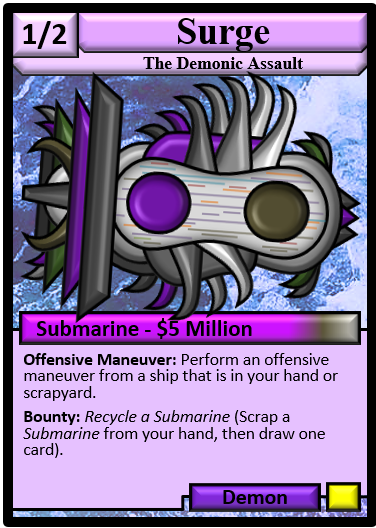 1/2
Surge
The Demonic Assault
Submarine - $5 Million
Offensive Maneuver: Perform an offensive
maneuver from a ship that is in your hand or
scrapyard.
Bounty: Recycle a Submarine (Scrap a
Submarine from your hand, then draw one
card).
Demon